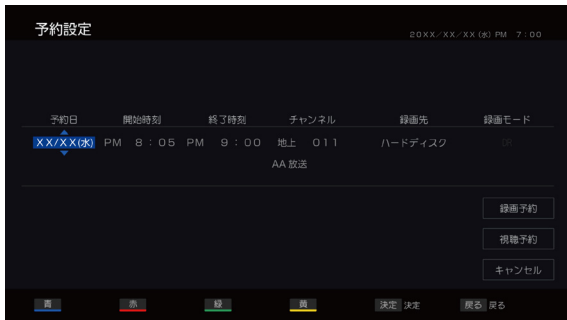 予約設定
20XX/XX/XX (水) PM 7:00
予約日 開始時刻 終了時刻 チャンネル 録画先 録画モード
XX/XX(水) PM 8:05 PM 9:00 地上 011 ハードディスク DR
AA 放送
録画予約
視聴予約
キャンセル
青 赤 緑 黄 決定 決定 戻る 戻る